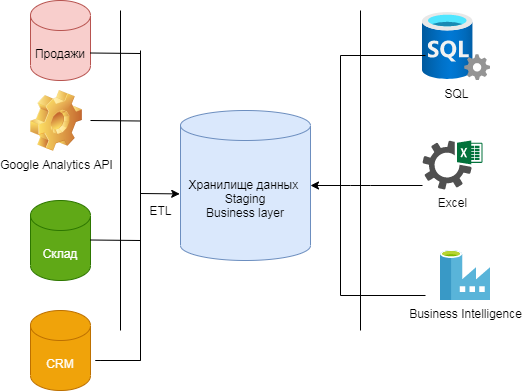 Продажи
Google Analytics API
Склад
CRM
ETL
Хранилище данных
Staging
Business layer
SQL
SQL
X
Excel
Business Intelligence